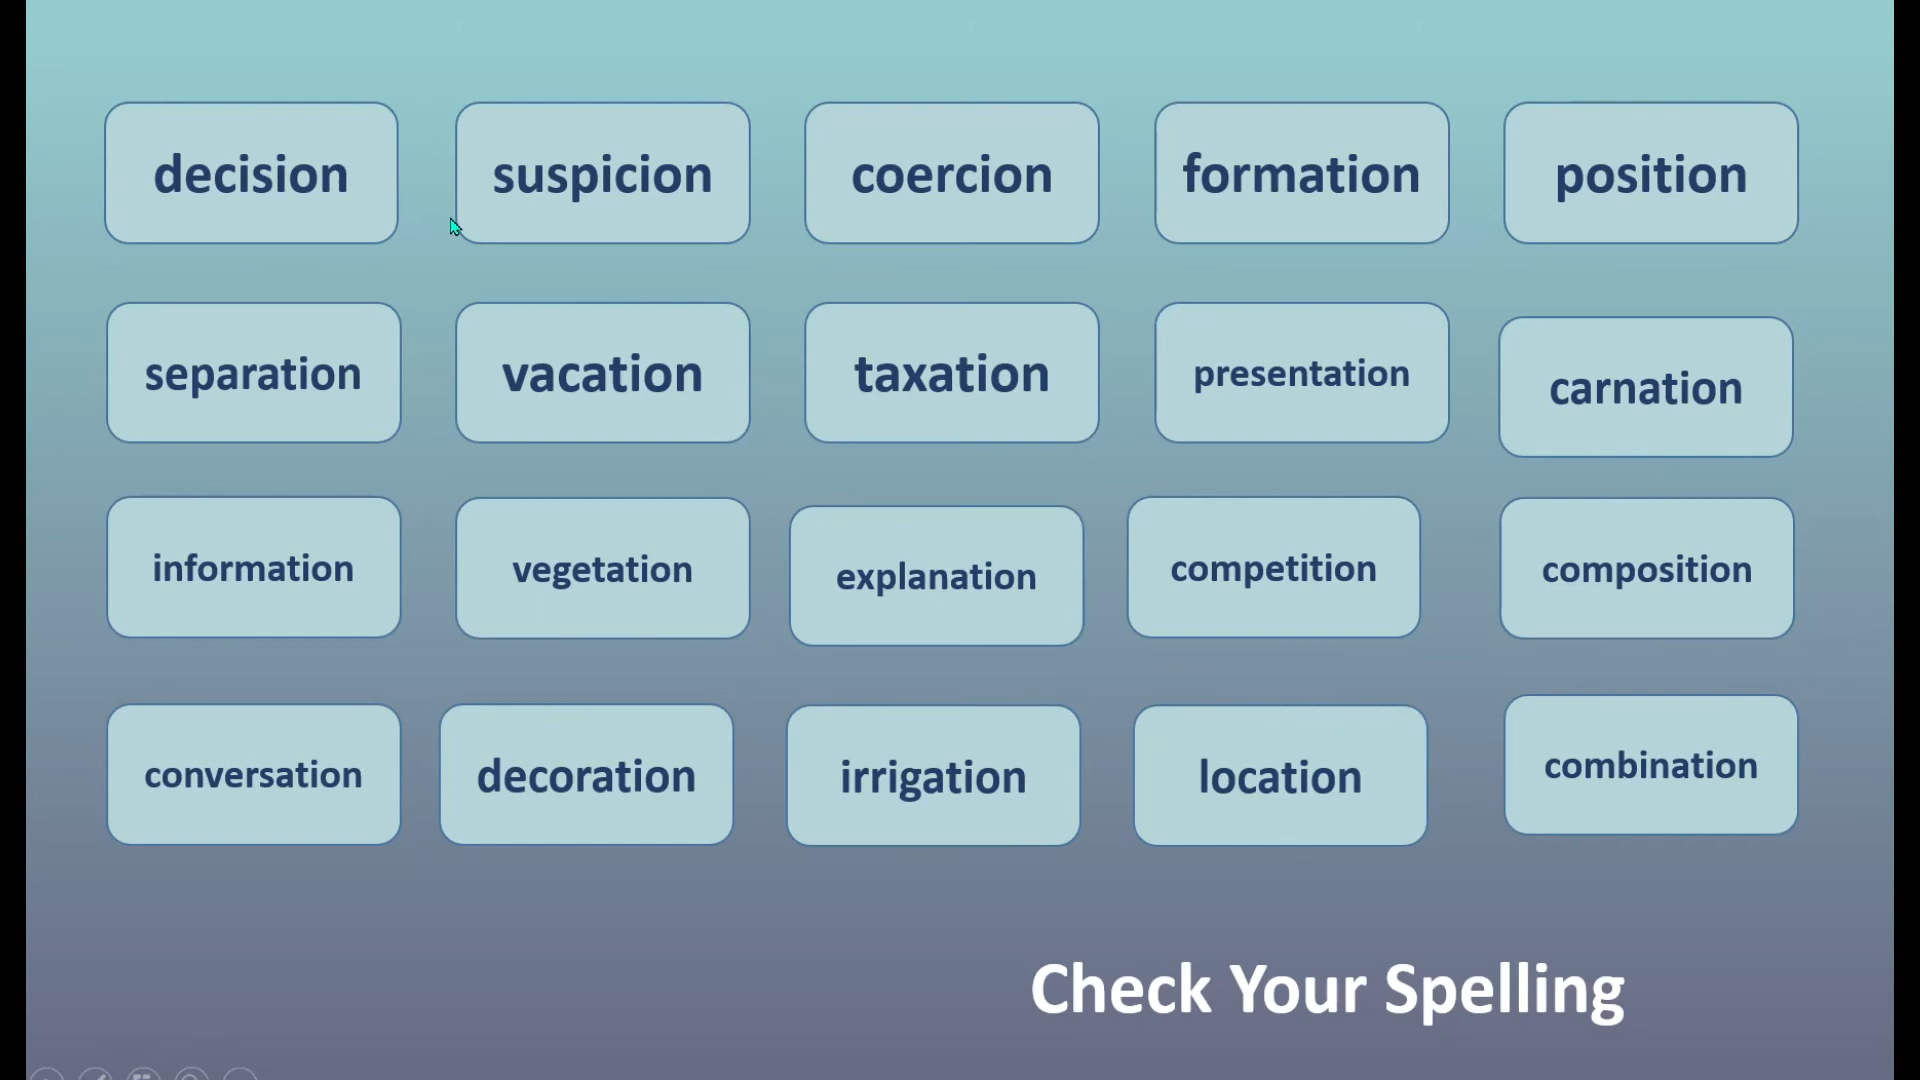 decision suspicion coercion formation position
separation vacation taxation presentation carnation
information vegetation explanation competition composition
conversation decoration irrigation location combination
Check Your Spelling